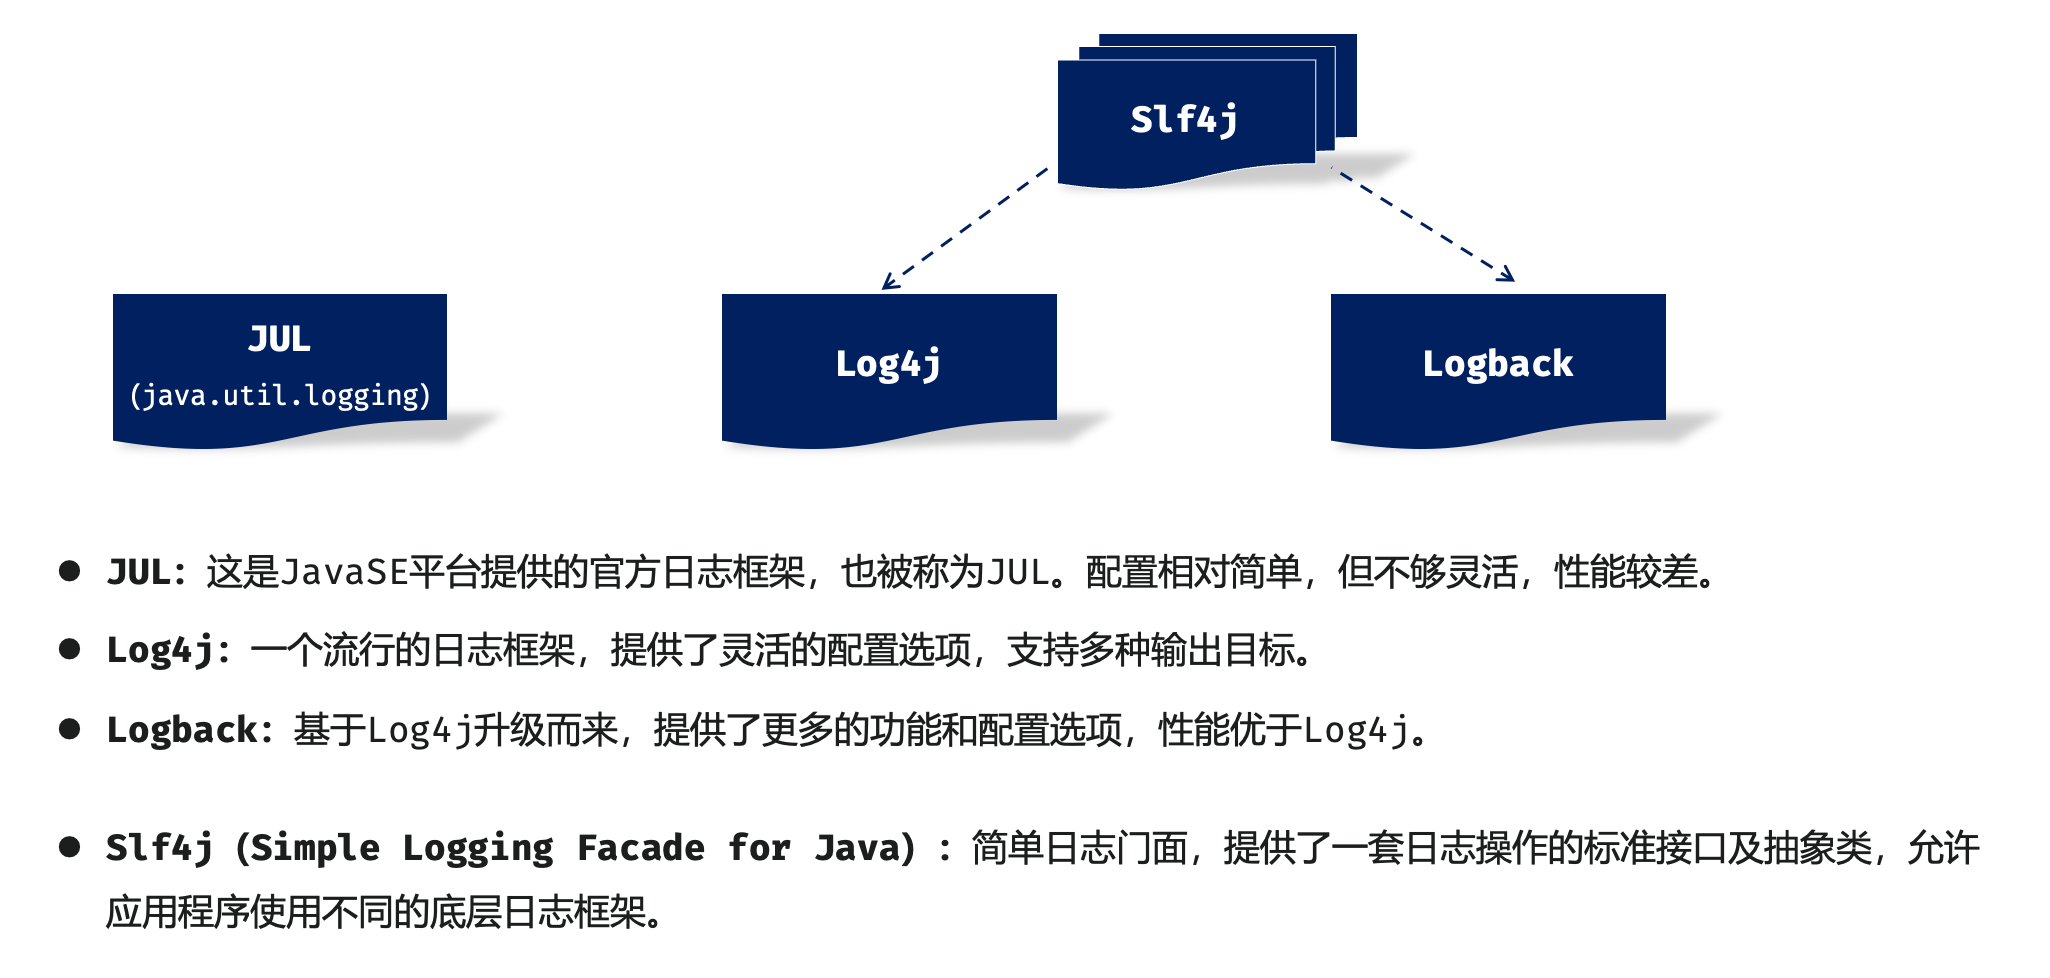 Slf4j
JUL
(java.util.logging)
Log4j
Logback
● JUL：这是JavaSE平台提供的官方日志框架，也被称为JUL。配置相对简单，但不够灵活，性能较差。
● Log4j：一个流行的日志框架，提供了灵活的配置选项，支持多种输出目标。
● Logback：基于Log4j升级而来，提供了更多的功能和配置选项，性能优于Log4j。
● Slf4j（Simple Logging Facade for Java）：简单日志门面，提供了一套日志操作的标准接口及抽象类，允许
应用程序使用不同的底层日志框架。